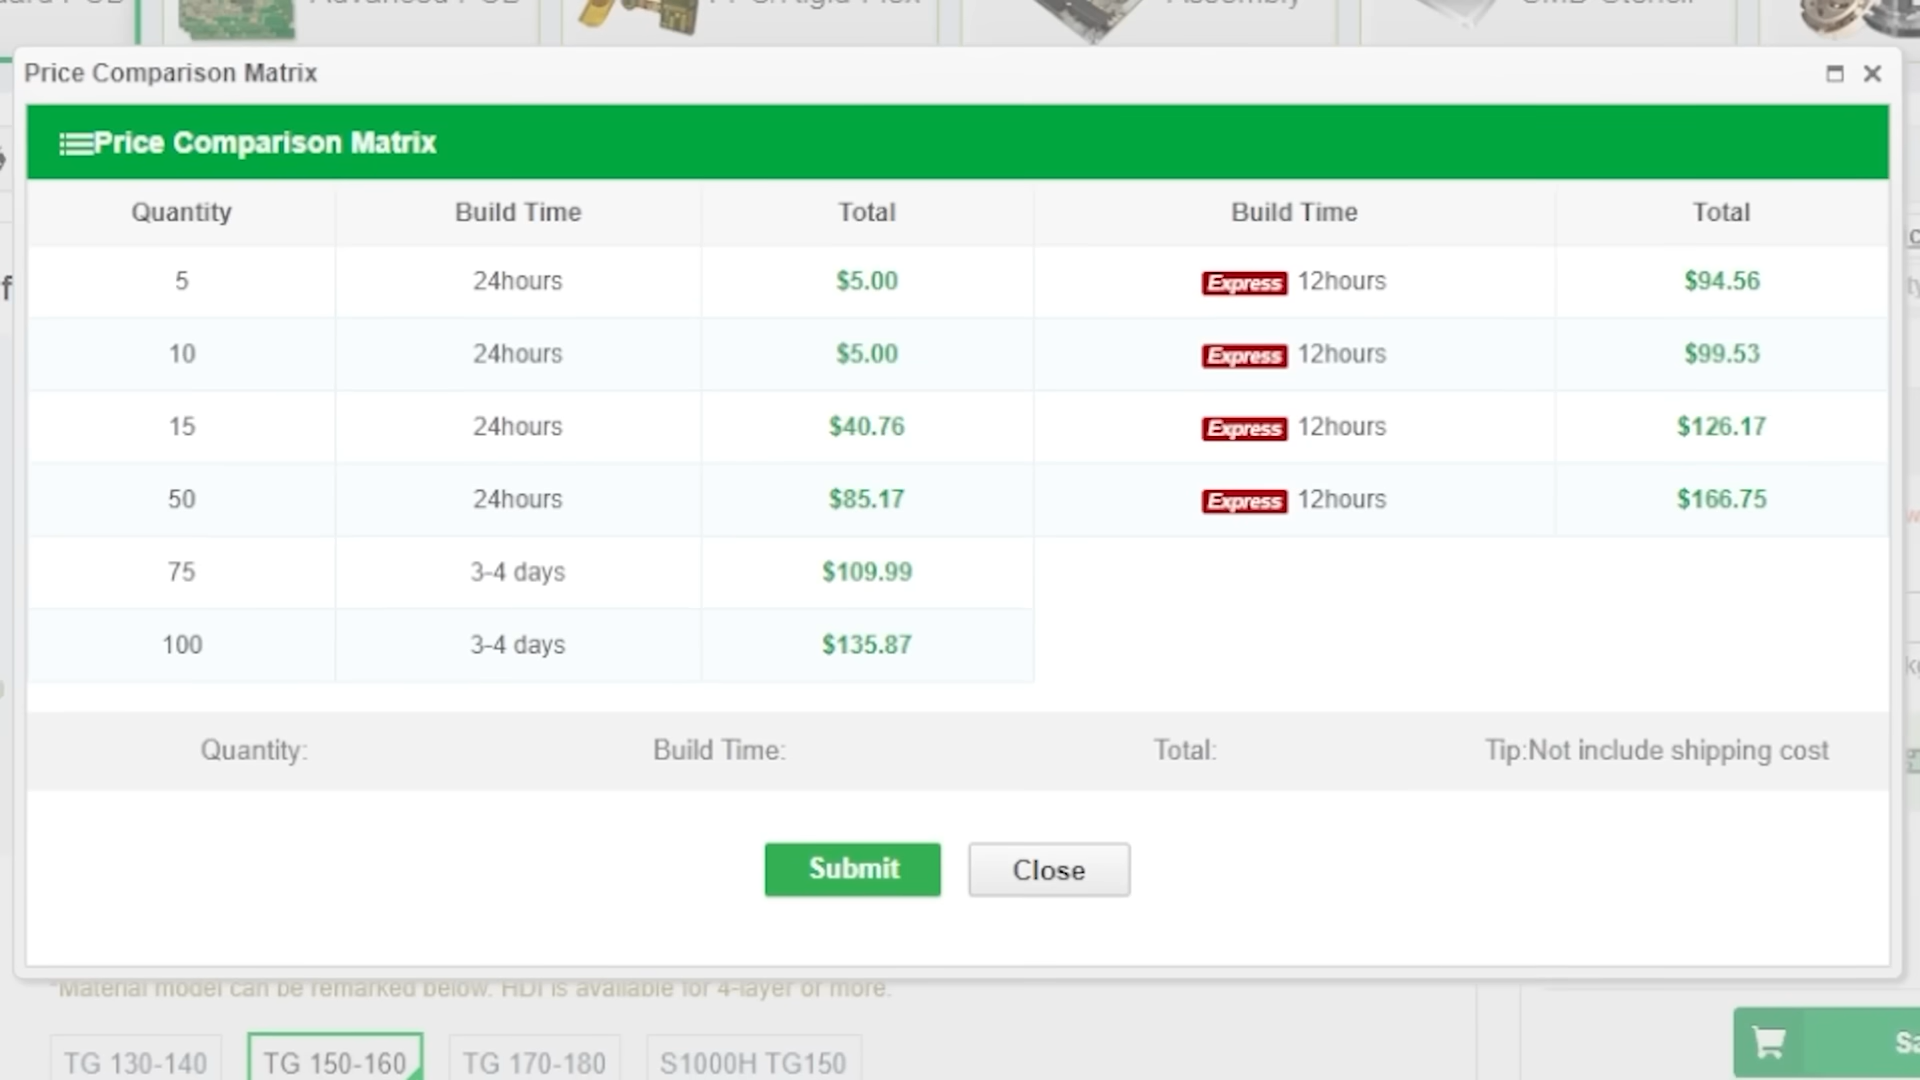 Price Comparison Matrix
Price Comparison Matrix
Quantity Build Time Total Build Time Total
5 24hours $5.00 Express 12hours $94.56
10 24hours $5.00 Express 12hours $99.53
15 24hours $40.76 Express 12hours $126.17
50 24hours $85.17 Express 12hours $166.75
75 3-4 days $109.99
100 3-4 days $135.87
Quantity: Build Time: Total: Tip:Not include shipping cost
Submit Close
*Material model can be remarked below. HDI is available for 4-layer or more.
TG 130-140 TG 150-160 TG 170-180 S1000H TG150